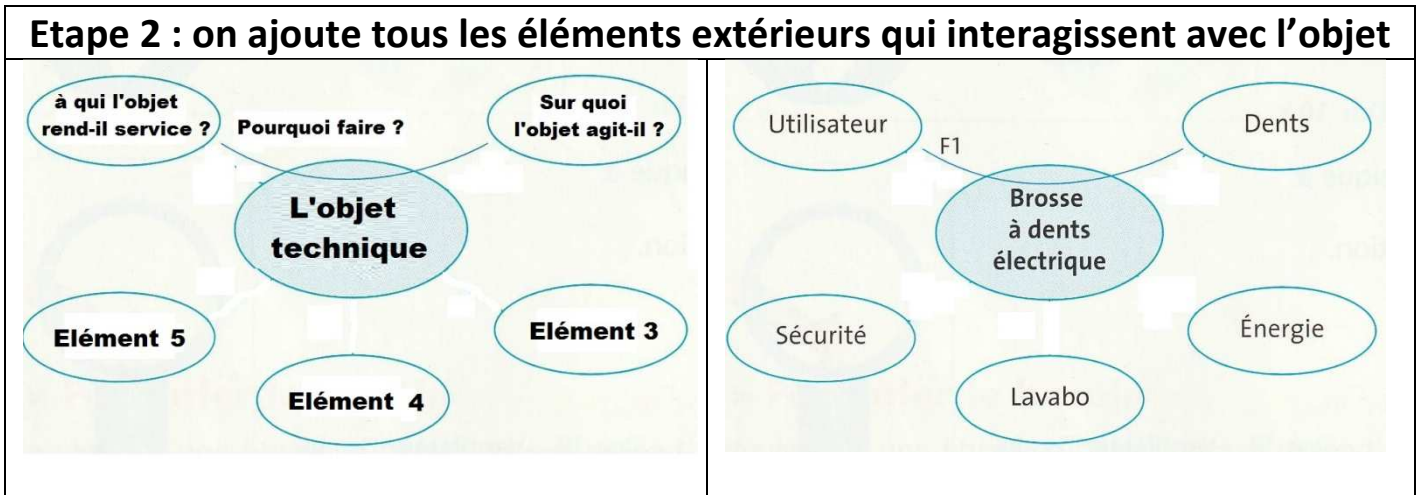 Etape 2 : on ajoute tous les éléments extérieurs qui interagissent avec l’objet
à qui l'objet
rend-il service ?
Pourquoi faire ?
Sur quoi
l'objet agit-il ?
L'objet
technique
Elément 5
Elément 4
Elément 3
Utilisateur
F1
Dents
Brosse
à dents
électrique
Sécurité
Lavabo
Énergie